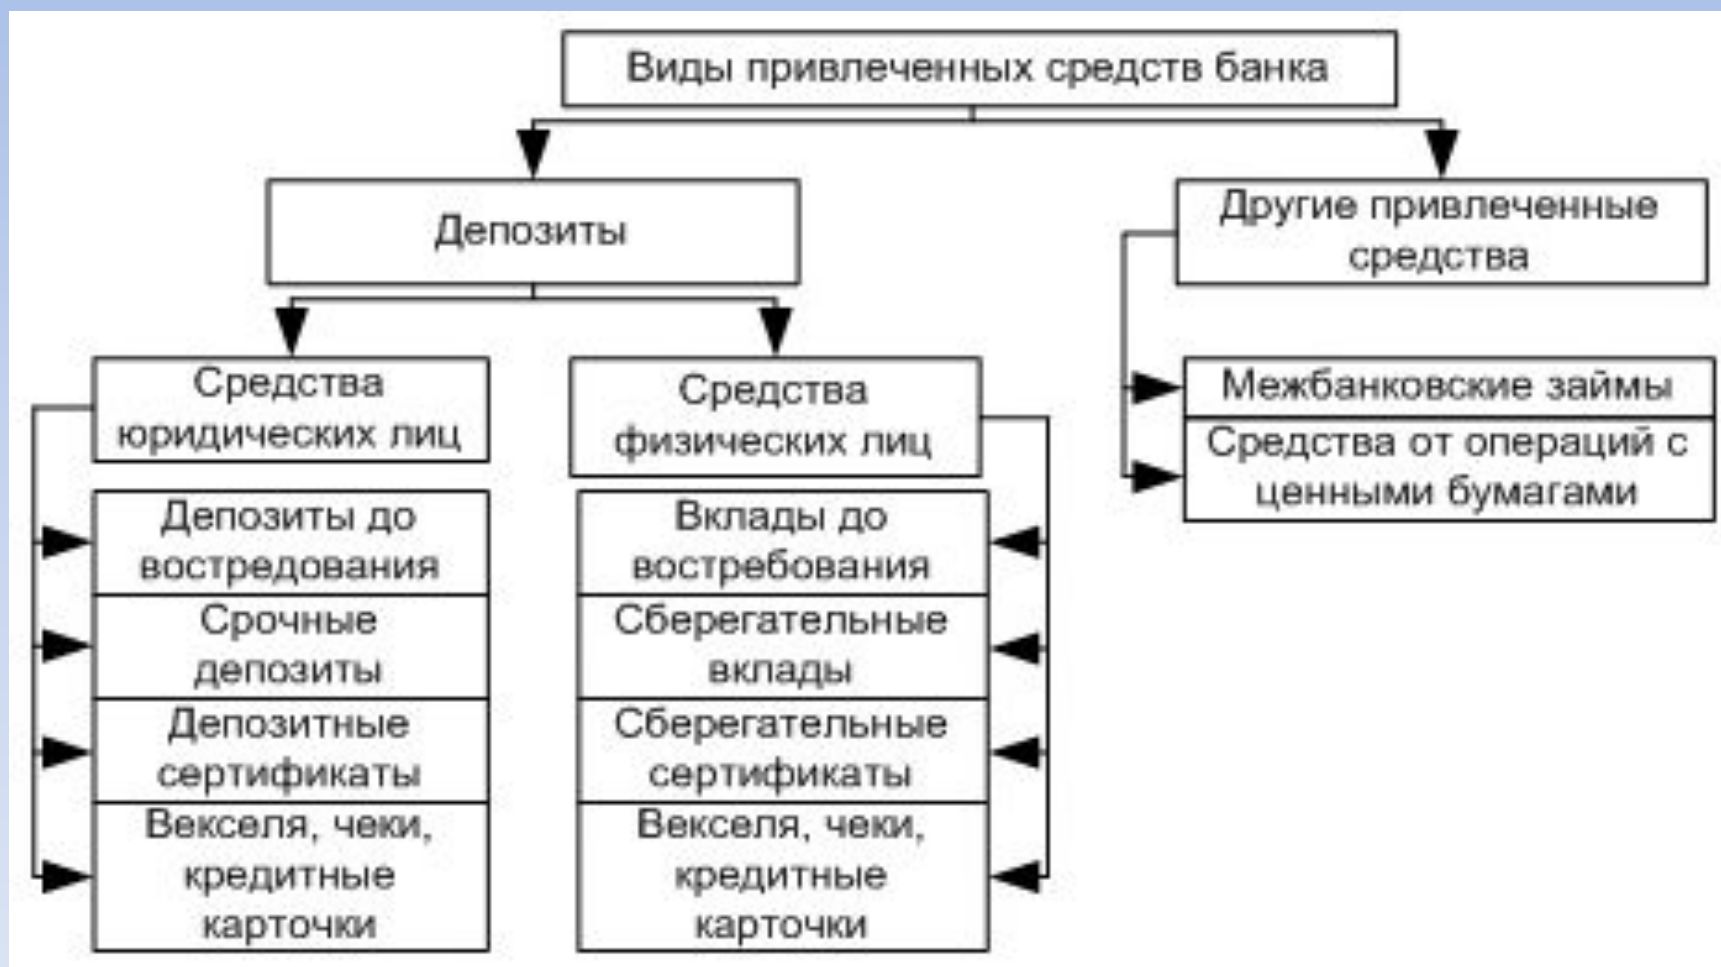 Виды привлеченных средств банка
Депозиты
Другие привлеченные
средства
Средства
юридических лиц
Депозиты до
востредования
Срочные
депозиты
Депозитные
сертификаты
Векселя, чеки,
кредитные
карточки
Средства
физических лиц
Вклады до
востребования
Сберегательные
вклады
Сберегательные
сертификаты
Векселя, чеки,
кредитные
карточки
Межбанковские займы
Средства от операций с
ценными бумагами